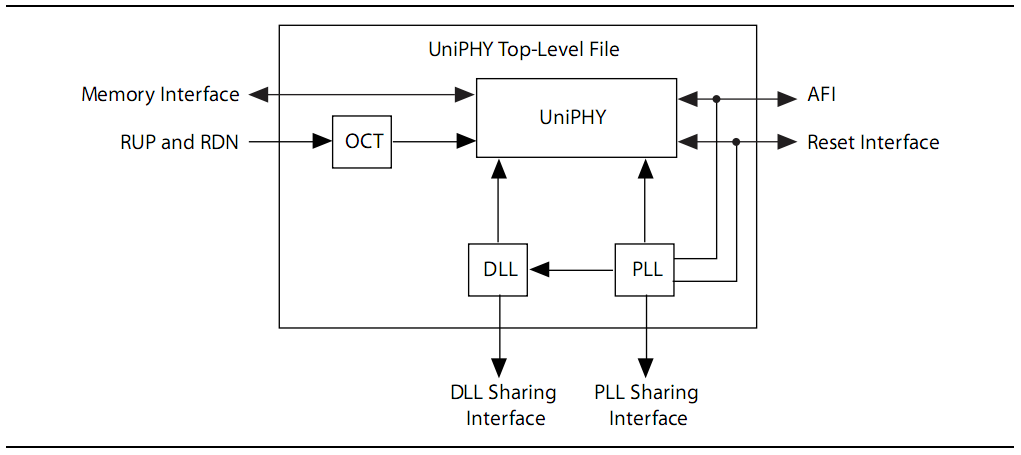 UniPHY Top-Level File
Memory Interface
UniPHY
AFI
RUP and RDN
OCT
Reset Interface
DLL
PLL
DLL Sharing
Interface
PLL Sharing
Interface